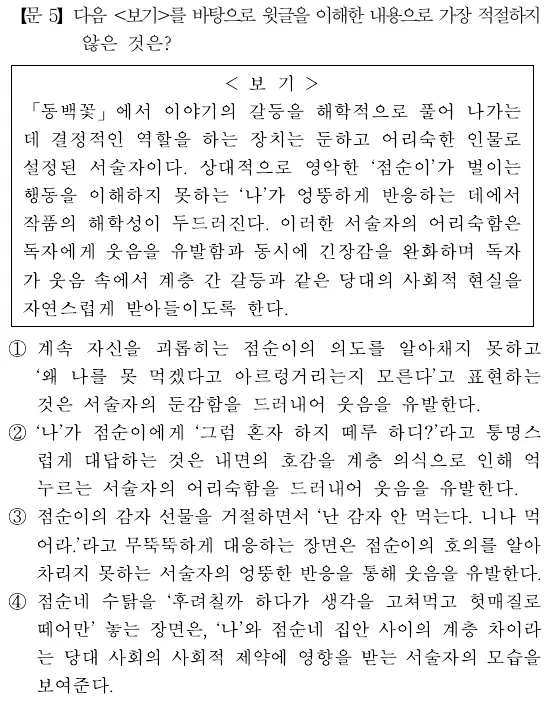 【문 5】 다음 <보기>를 바탕으로 윗글을 이해한 내용으로 가장 적절하지
않은 것은?
< 보 기 >
「동백꽃」에서 이야기의 갈등을 해학적으로 풀어 나가는
데 결정적인 역할을 하는 장치는 둔하고 어리숙한 인물로
설정된 서술자이다. 상대적으로 영악한 ‘점순이’가 벌이는
행동을 이해하지 못하는 ‘나’가 엉뚱하게 반응하는 데에서
작품의 해학성이 두드러진다. 이러한 서술자의 어리숙함은
독자에게 웃음을 유발함과 동시에 긴장감을 완화하며 독자
가 웃음 속에서 계층 간 갈등과 같은 당대의 사회적 현실을
자연스럽게 받아들이도록 한다.
① 계속 자신을 괴롭히는 점순이의 의도를 알아채지 못하고
‘왜 나를 못 먹겠다고 아르렁거리는지 모른다’고 표현하는
것은 서술자의 둔감함을 드러내어 웃음을 유발한다.
② ‘나’가 점순이에게 ‘그럼 혼자 하지 떼루 하디?’라고 퉁명스
럽게 대답하는 것은 내면의 호감을 계층 의식으로 인해 억
누르는 서술자의 어리숙함을 드러내어 웃음을 유발한다.
③ 점순이의 감자 선물을 거절하면서 ‘난 감자 안 먹는다. 니나 먹
어라.’라고 무뚝뚝하게 대응하는 장면은 점순이의 호의를 알아
차리지 못하는 서술자의 엉뚱한 반응을 통해 웃음을 유발한다.
④ 점순네 수탉을 ‘후려칠까 하다가 생각을 고쳐먹고 헛매질로
떼어만’ 놓는 장면은, ‘나’와 점순네 집안 사이의 계층 차이라
는 당대 사회의 사회적 제약에 영향을 받는 서술자의 모습을
보여준다.